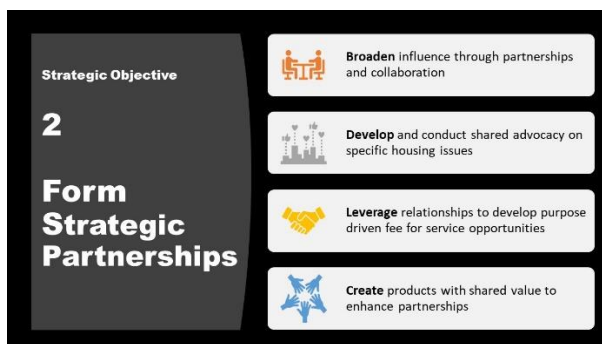 Strategic Objective
2
Form
Strategic
Partnerships
Broaden influence through partnerships
and collaboration
Develop and conduct shared advocacy on
specific housing issues
Leverage relationships to develop purpose
driven fee for service opportunities
Create products with shared value to
enhance partnerships